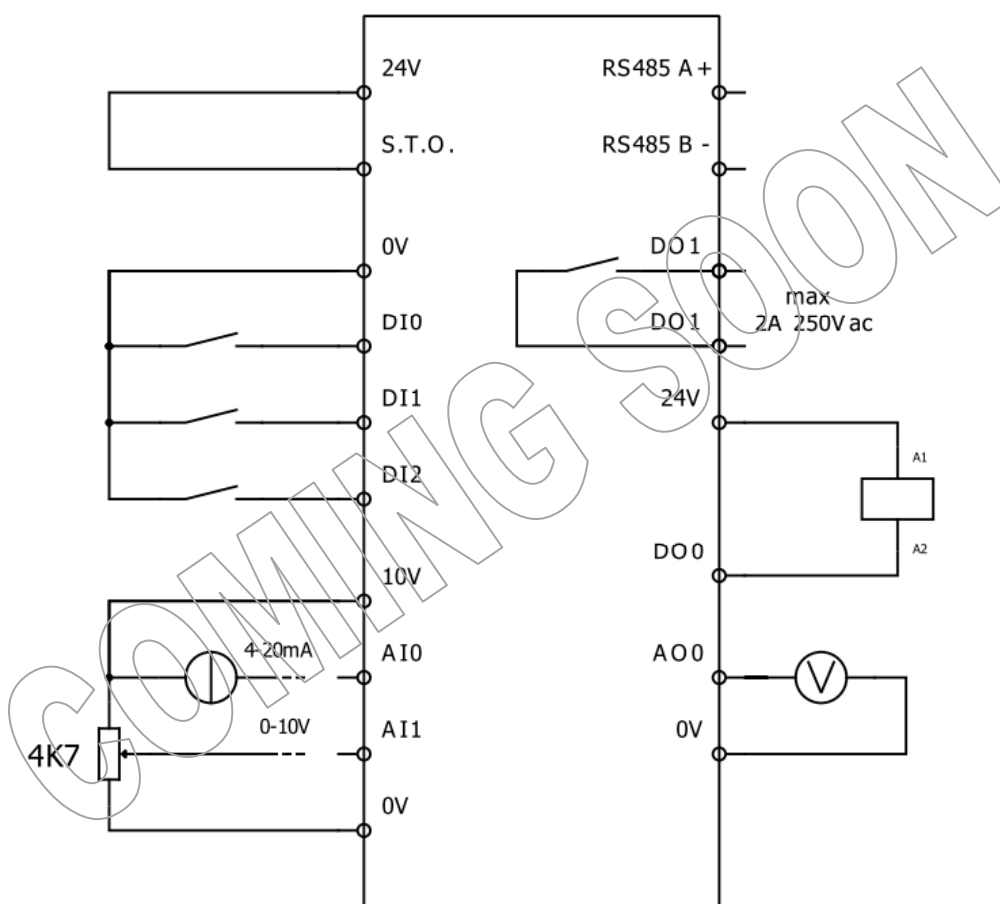 24V
RS485 A+
S.T.O.
RS485 B -
0V
DO1
max
DI0
DO1
2A 250V ac
DI1
24V
A1
DI2
DO0
A2
10V
4-20mA
AI0
AO0
V
0-10V
AI1
0V
4K7
0V
COMING SOON